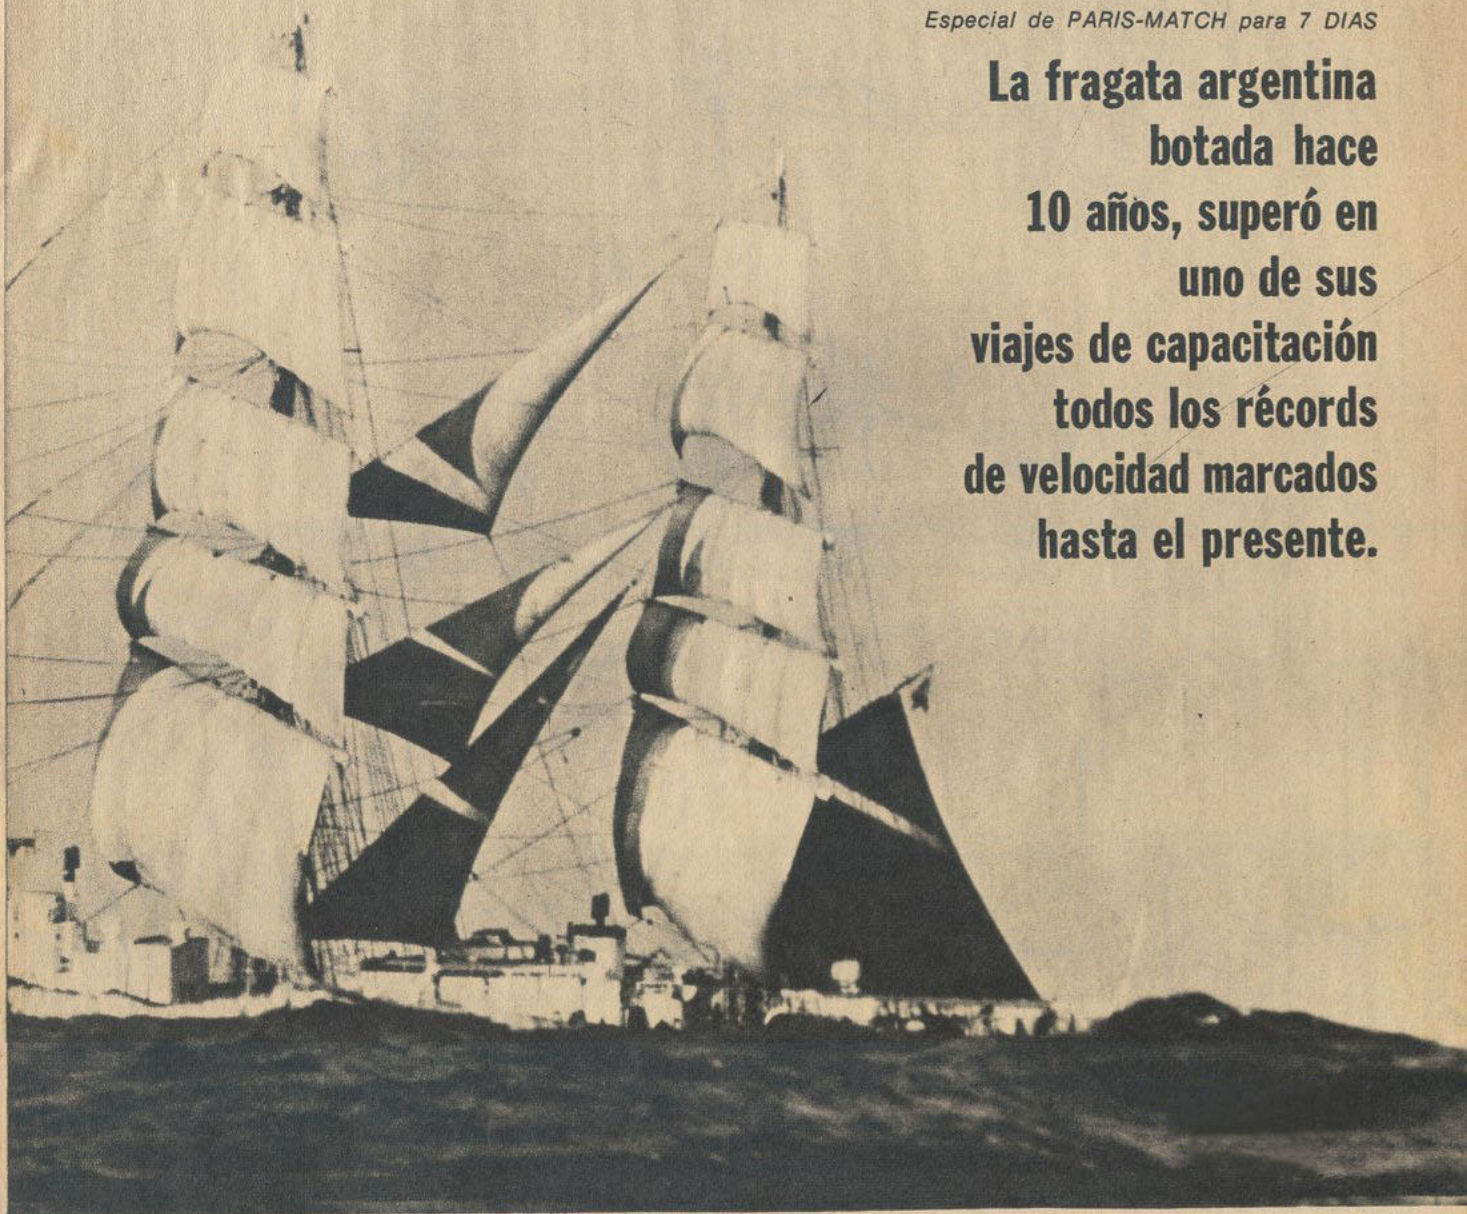 Especial de PARIS-MATCH para 7 DIAS
La fragata argentina
botada hace
10 años, superó en
uno de sus
viajes de capacitación
todos los récords
de velocidad marcados
hasta el presente.